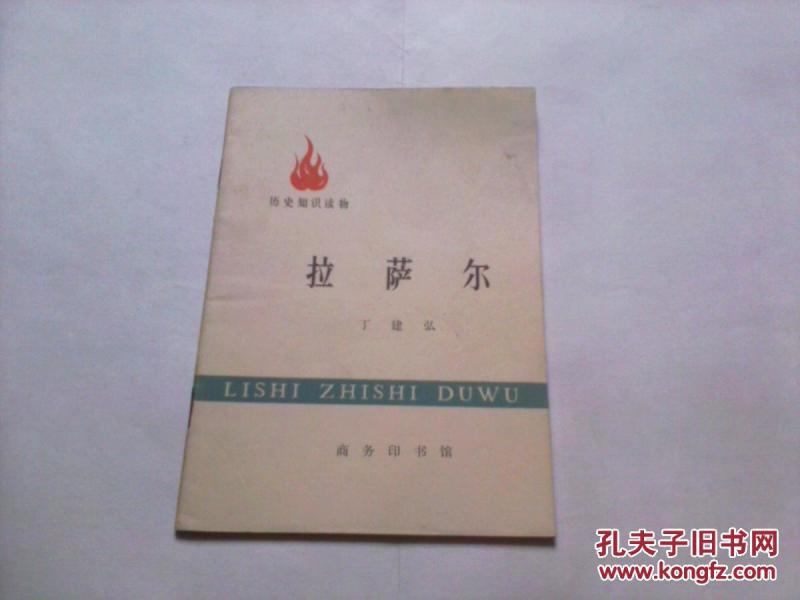 历史知识读物
拉萨尔
丁建弘
LISHI ZHISHI DUWU
商务印书馆
孔夫子旧书网
www.kongfz.com